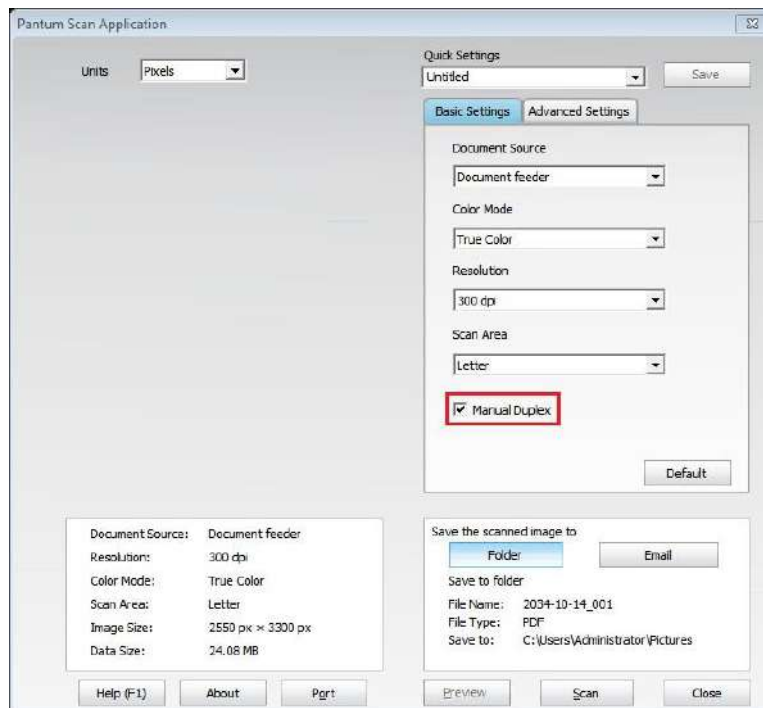 Pantum Scan Application
Units Pixels
Quick Settings
Untitled Save
Basic Settings Advanced Settings
Document Source
Document feeder
Color Mode
True Color
Resolution
300 dpi
Scan Area
Letter
Manual Duplex
Default
Document Source: Document feeder
Resolution: 300 dpi
Color Mode: True Color
Scan Area: Letter
Image Size: 2550 px × 3300 px
Data Size: 24.08 MB
Save the scanned image to
Folder Email
Save to folder
File Name: 2034-10-14_001
File Type: PDF
Save to: C:\Users\Administrator\Pictures
Help (F1) About Port Preview Scan Close